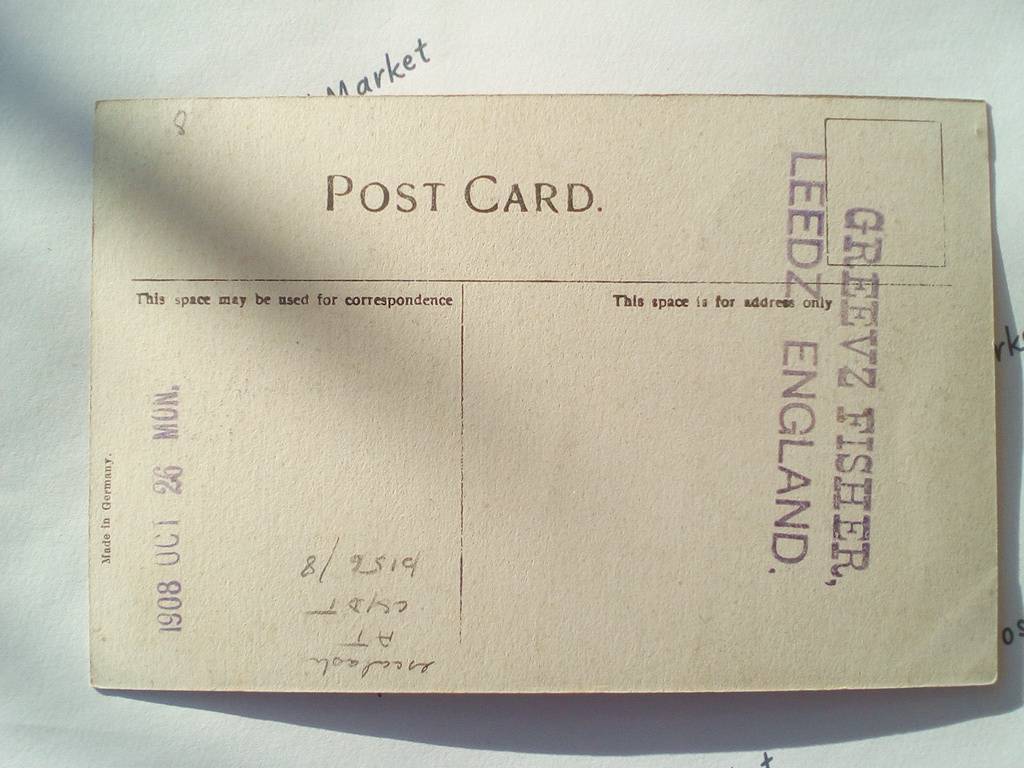 Market
8
POST CARD.
This space may be used for correspondence
This space is for address only
GREEVZ FISHER,
LEEDZ ENGLAND.
1908 OCT 26 MON.
Made in Germany.
AT